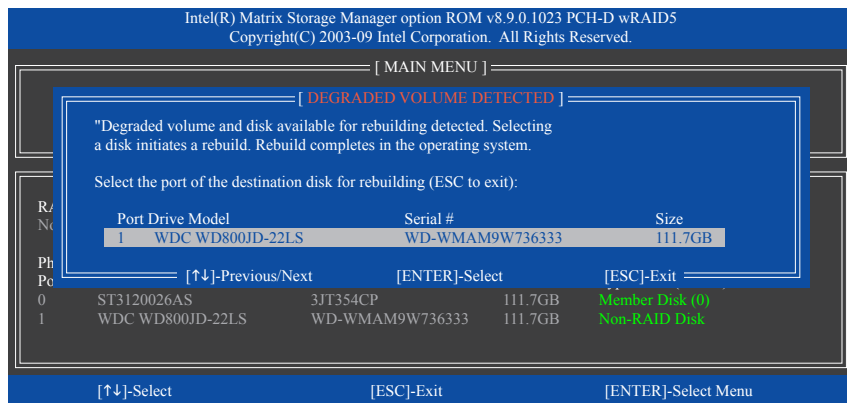 Intel(R) Matrix Storage Manager option ROM v8.9.0.1023 PCH-D wRAID5
Copyright(C) 2003-09 Intel Corporation.  All Rights Reserved.
[ MAIN MENU ]
[ DEGRADED VOLUME DETECTED ]
"Degraded volume and disk available for rebuilding detected. Selecting
a disk initiates a rebuild. Rebuild completes in the operating system.
Select the port of the destination disk for rebuilding (ESC to exit):
Port Drive Model Serial # Size
1 WDC WD800JD-22LS WD-WMAM9W736333 111.7GB
[↑↓]-Previous/Next [ENTER]-Select [ESC]-Exit
0 ST3120026AS 3JT354CP 111.7GB Member Disk (0)
1 WDC WD800JD-22LS WD-WMAM9W736333 111.7GB Non-RAID Disk
[↑↓]-Select [ESC]-Exit [ENTER]-Select Menu